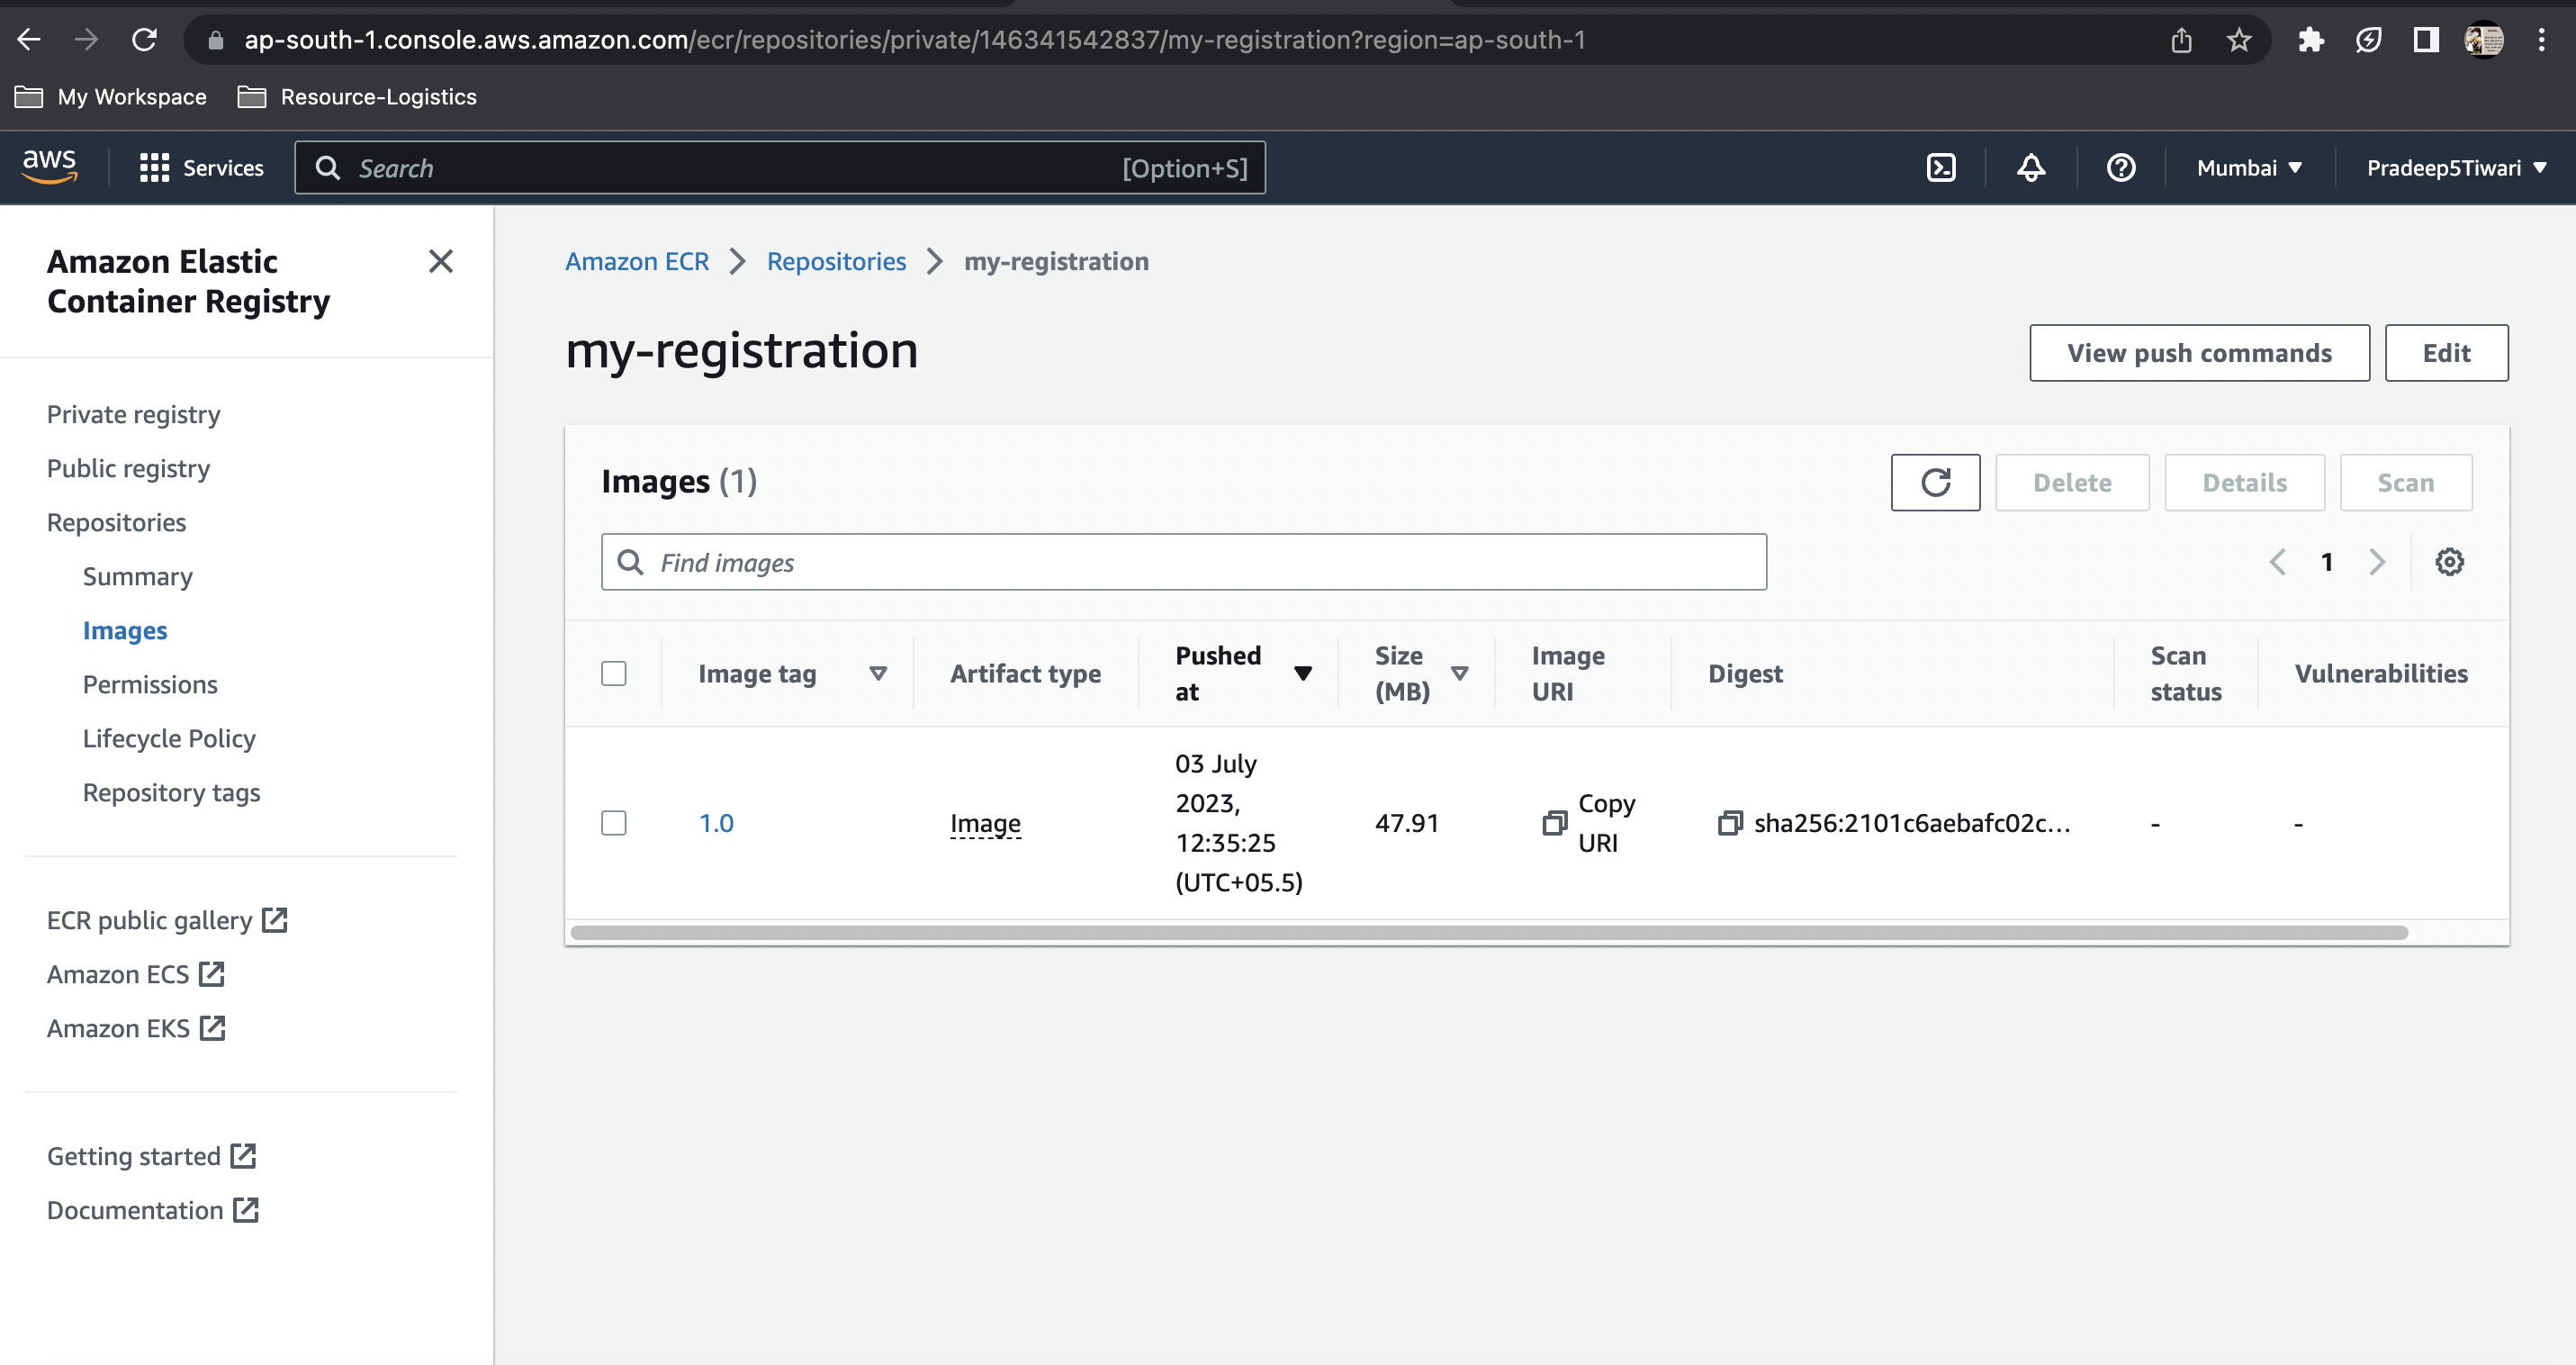 ap-south-1.console.aws.amazon.com/ecr/repositories/private/146341542837/my-registration?region=ap-south-1
My Workspace
Resource-Logistics
aws
Services
Search
[Option+S]
Mumbai
Pradeep5Tiwari
Amazon Elastic
Container Registry
Private registry
Public registry
Repositories
Summary
Images
Permissions
Lifecycle Policy
Repository tags
ECR public gallery
Amazon ECS
Amazon EKS
Getting started
Documentation
Amazon ECR
Repositories
my-registration
my-registration
View push commands
Edit
Images (1)
Delete
Details
Scan
Find images
1
Image tag
Artifact type
Pushed
at
Size
(MB)
Image
URI
Digest
Scan
status
Vulnerabilities
1.0
Image
03 July
2023,
12:35:25
(UTC+05.5)
47.91
Copy
URI
sha256:2101c6aebafc02c...
-
-